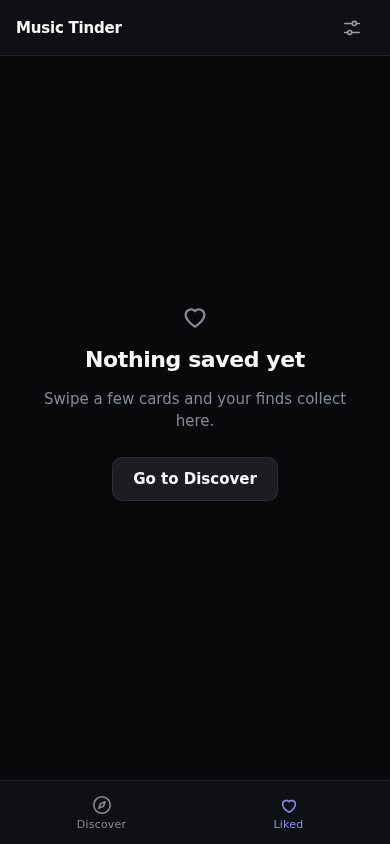 Music Tinder
Nothing saved yet
Swipe a few cards and your finds collect
here.
Go to Discover
Discover
Liked